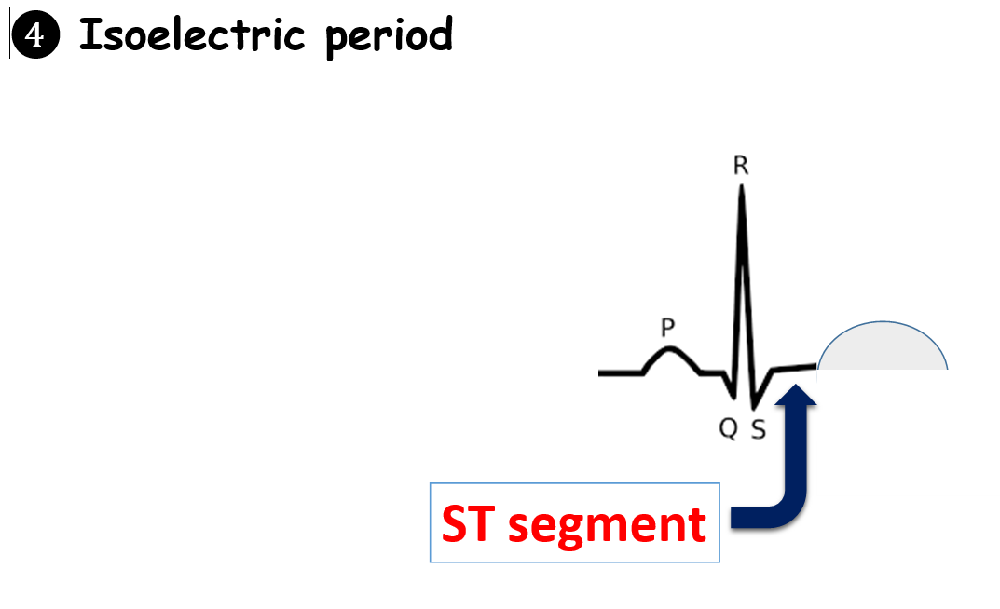 ❹ Isoelectric period
R
P
Q S
ST segment